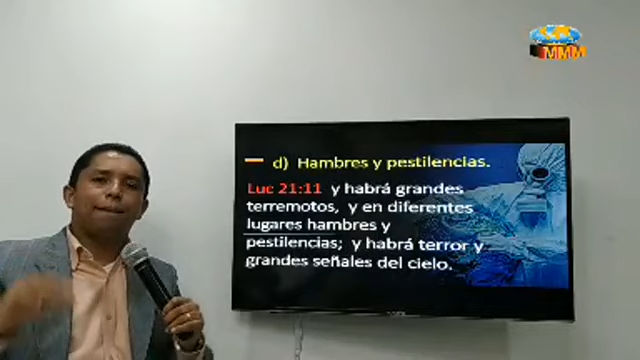 MMM
d) Hambres y pestilencias.
Luc 21:11 y habrá grandes
terremotos, y en diferentes
lugares hambres y
pestilencias; y habrá terror y
grandes señales del cielo.